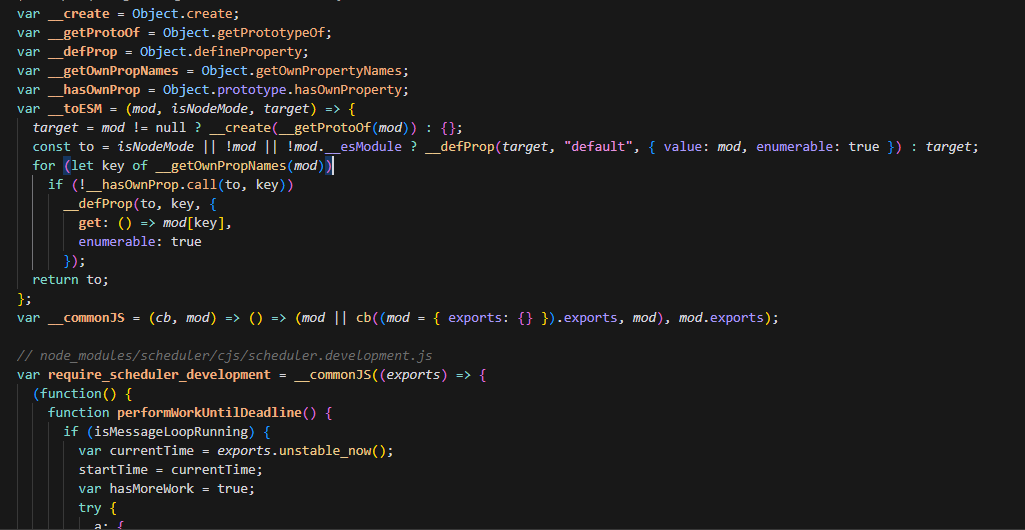 var __create = Object.create;
var __getProtoOf = Object.getPrototypeOf;
var __defProp = Object.defineProperty;
var __getOwnPropNames = Object.getOwnPropertyNames;
var __hasOwnProp = Object.prototype.hasOwnProperty;
var __toESM = (mod, isNodeMode, target) => {
  target = mod != null ? __create(__getProtoOf(mod)) : {};
  const to = isNodeMode || !mod || !mod.__esModule ? __defProp(target, "default", { value: mod, enumerable: true }) : target;
  for (let key of __getOwnPropNames(mod))
    if (!__hasOwnProp.call(to, key))
      __defProp(to, key, {
        get: () => mod[key],
        enumerable: true
      });
  return to;
};
var __commonJS = (cb, mod) => () => (mod || cb((mod = { exports: {} }).exports, mod), mod.exports);

// node_modules/scheduler/cjs/scheduler.development.js
var require_scheduler_development = __commonJS((exports) => {
  (function() {
    function performWorkUntilDeadline() {
      if (isMessageLoopRunning) {
        var currentTime = exports.unstable_now();
        startTime = currentTime;
        var hasMoreWork = true;
        try {
          a: {